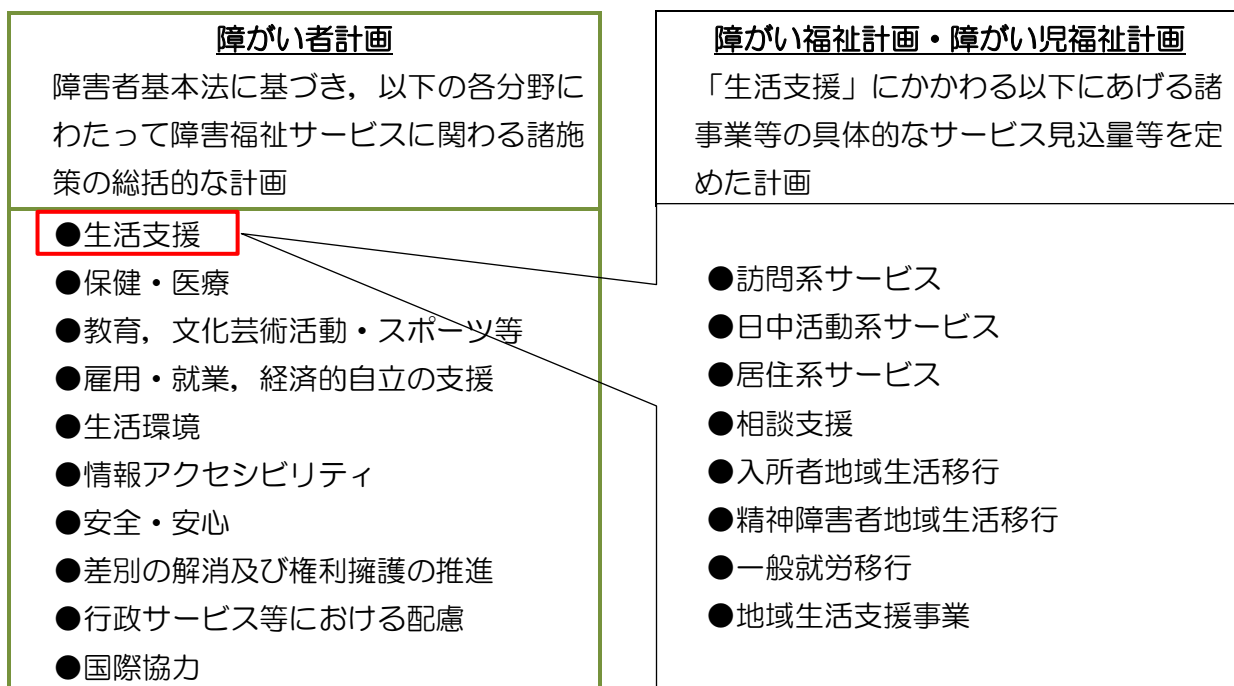 障がい者計画
障害者基本法に基づき，以下の各分野に
わたって障害福祉サービスに関わる諸施
策の総括的な計画
●生活支援
●保健・医療
●教育，文化芸術活動・スポーツ等
●雇用・就業，経済的自立の支援
●生活環境
●情報アクセシビリティ
●安全・安心
●差別の解消及び権利擁護の推進
●行政サービス等における配慮
●国際協力
障がい福祉計画・障がい児福祉計画
「生活支援」にかかわる以下にあげる諸
事業等の具体的なサービス見込量等を定
めた計画
●訪問系サービス
●日中活動系サービス
●居住系サービス
●相談支援
●入所者地域生活移行
●精神障害者地域生活移行
●一般就労移行
●地域生活支援事業